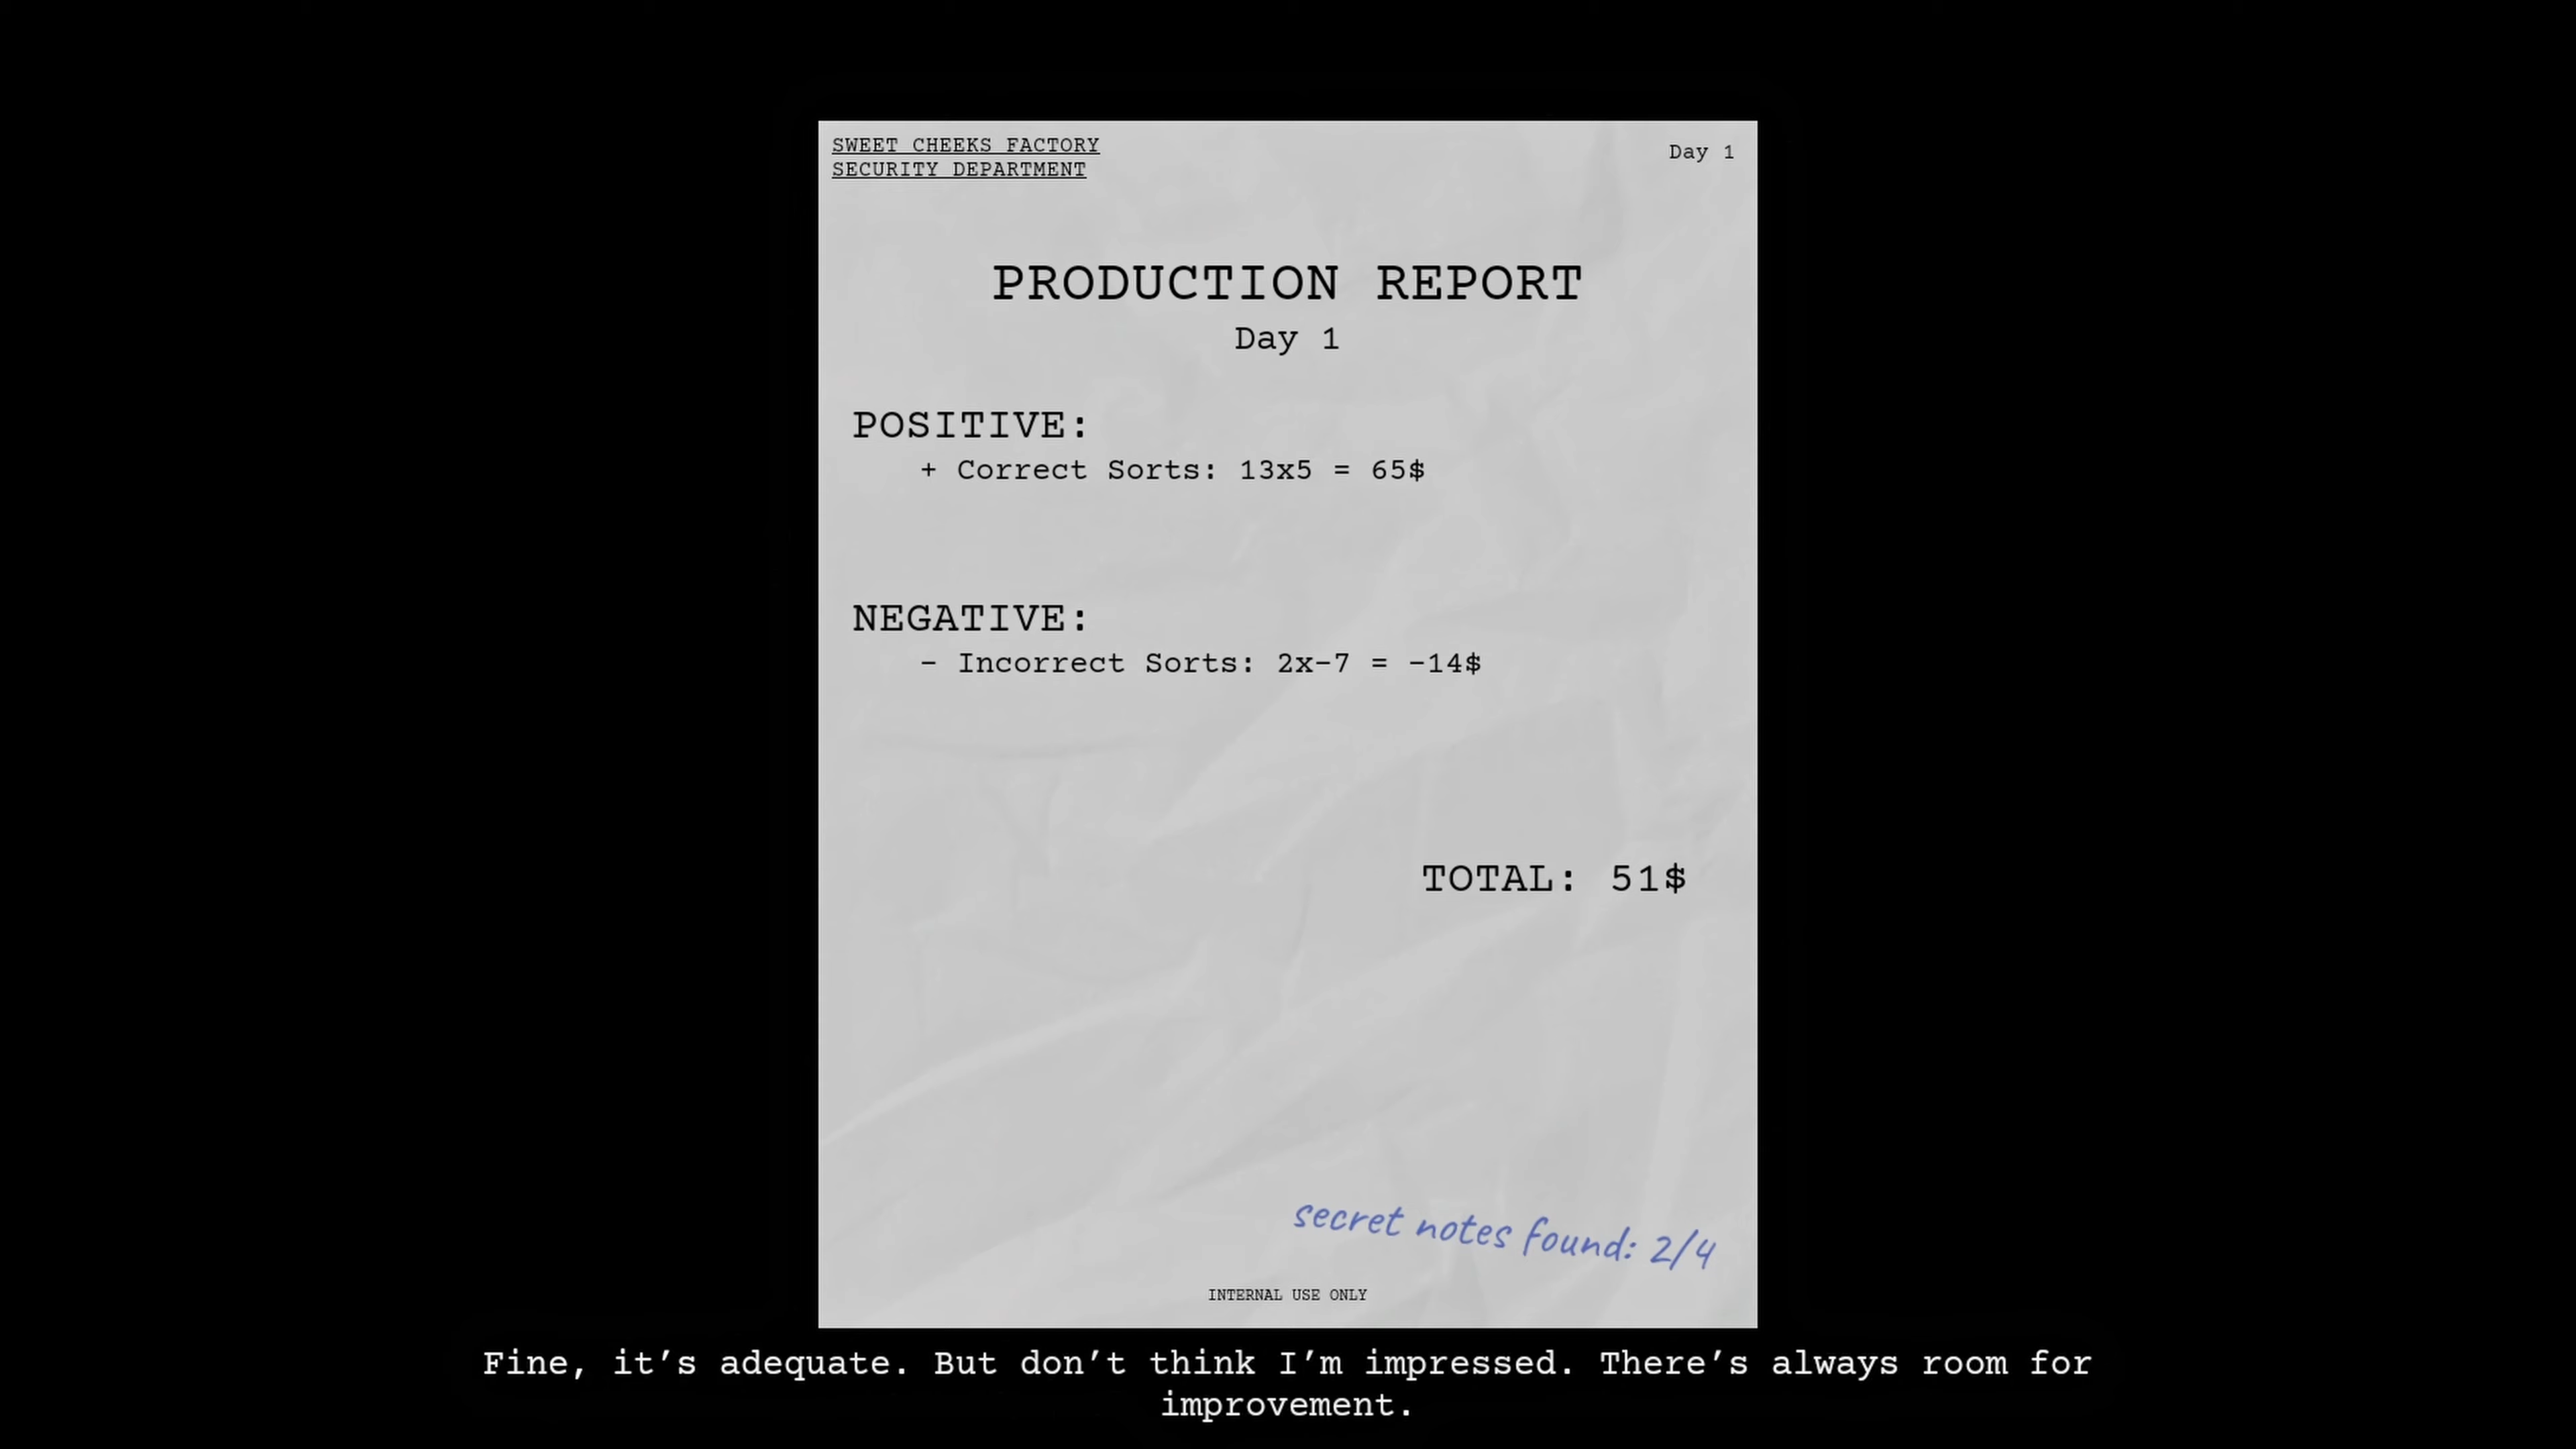 SWEET CHEEKS FACTORY
SECURITY DEPARTMENT
Day 1
PRODUCTION REPORT
Day 1
POSITIVE:
+ Correct Sorts: 13x5 = 65$
NEGATIVE:
- Incorrect Sorts: 2x-7 = -14$
TOTAL: 51$
secret notes found: 2/4
INTERNAL USE ONLY
Fine, it’s adequate. But don’t think I’m impressed. There’s always room for
improvement.